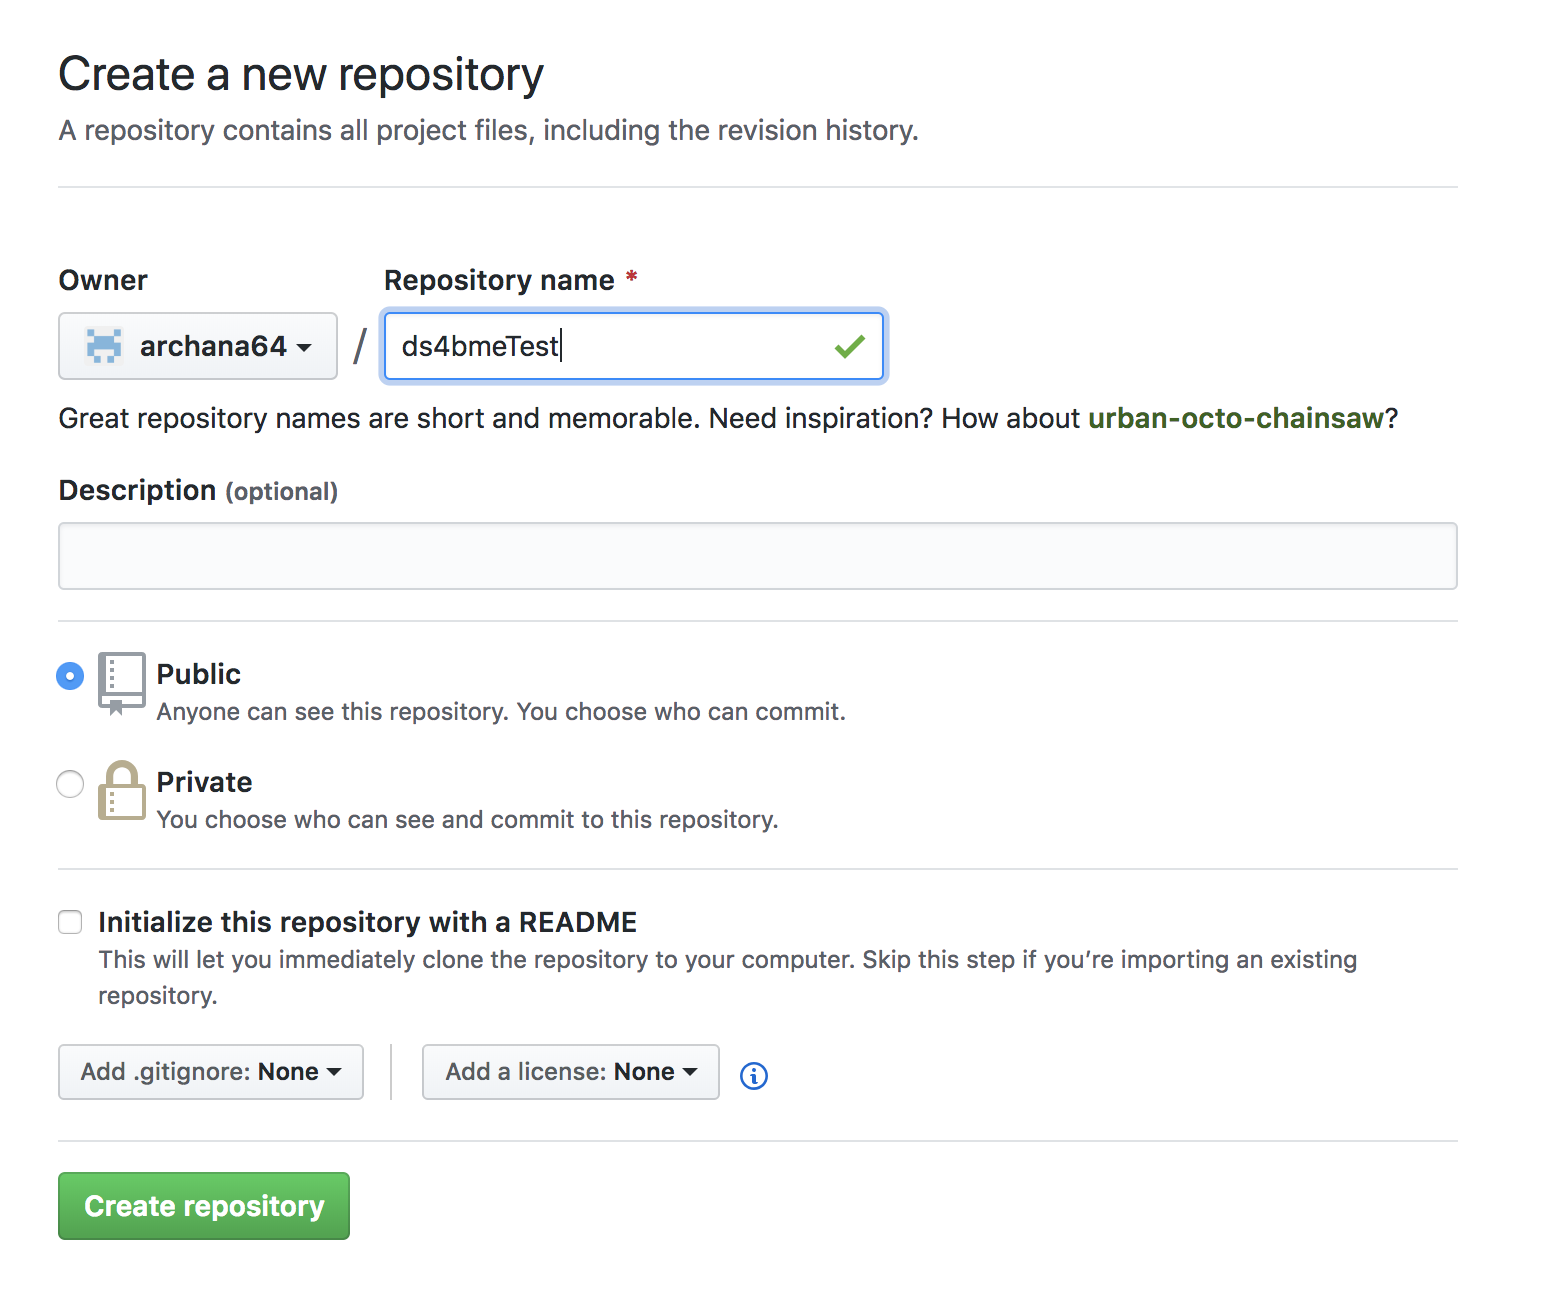 Create a new repository
A repository contains all project files, including the revision history.
Owner
Repository name *
archana64
/
ds4bmeTest
Great repository names are short and memorable. Need inspiration? How about urban-octo-chainsaw?
Description (optional)
Public
Anyone can see this repository. You choose who can commit.
Private
You choose who can see and commit to this repository.
Initialize this repository with a README
This will let you immediately clone the repository to your computer. Skip this step if you’re importing an existing
repository.
Add .gitignore: None
Add a license: None
Create repository